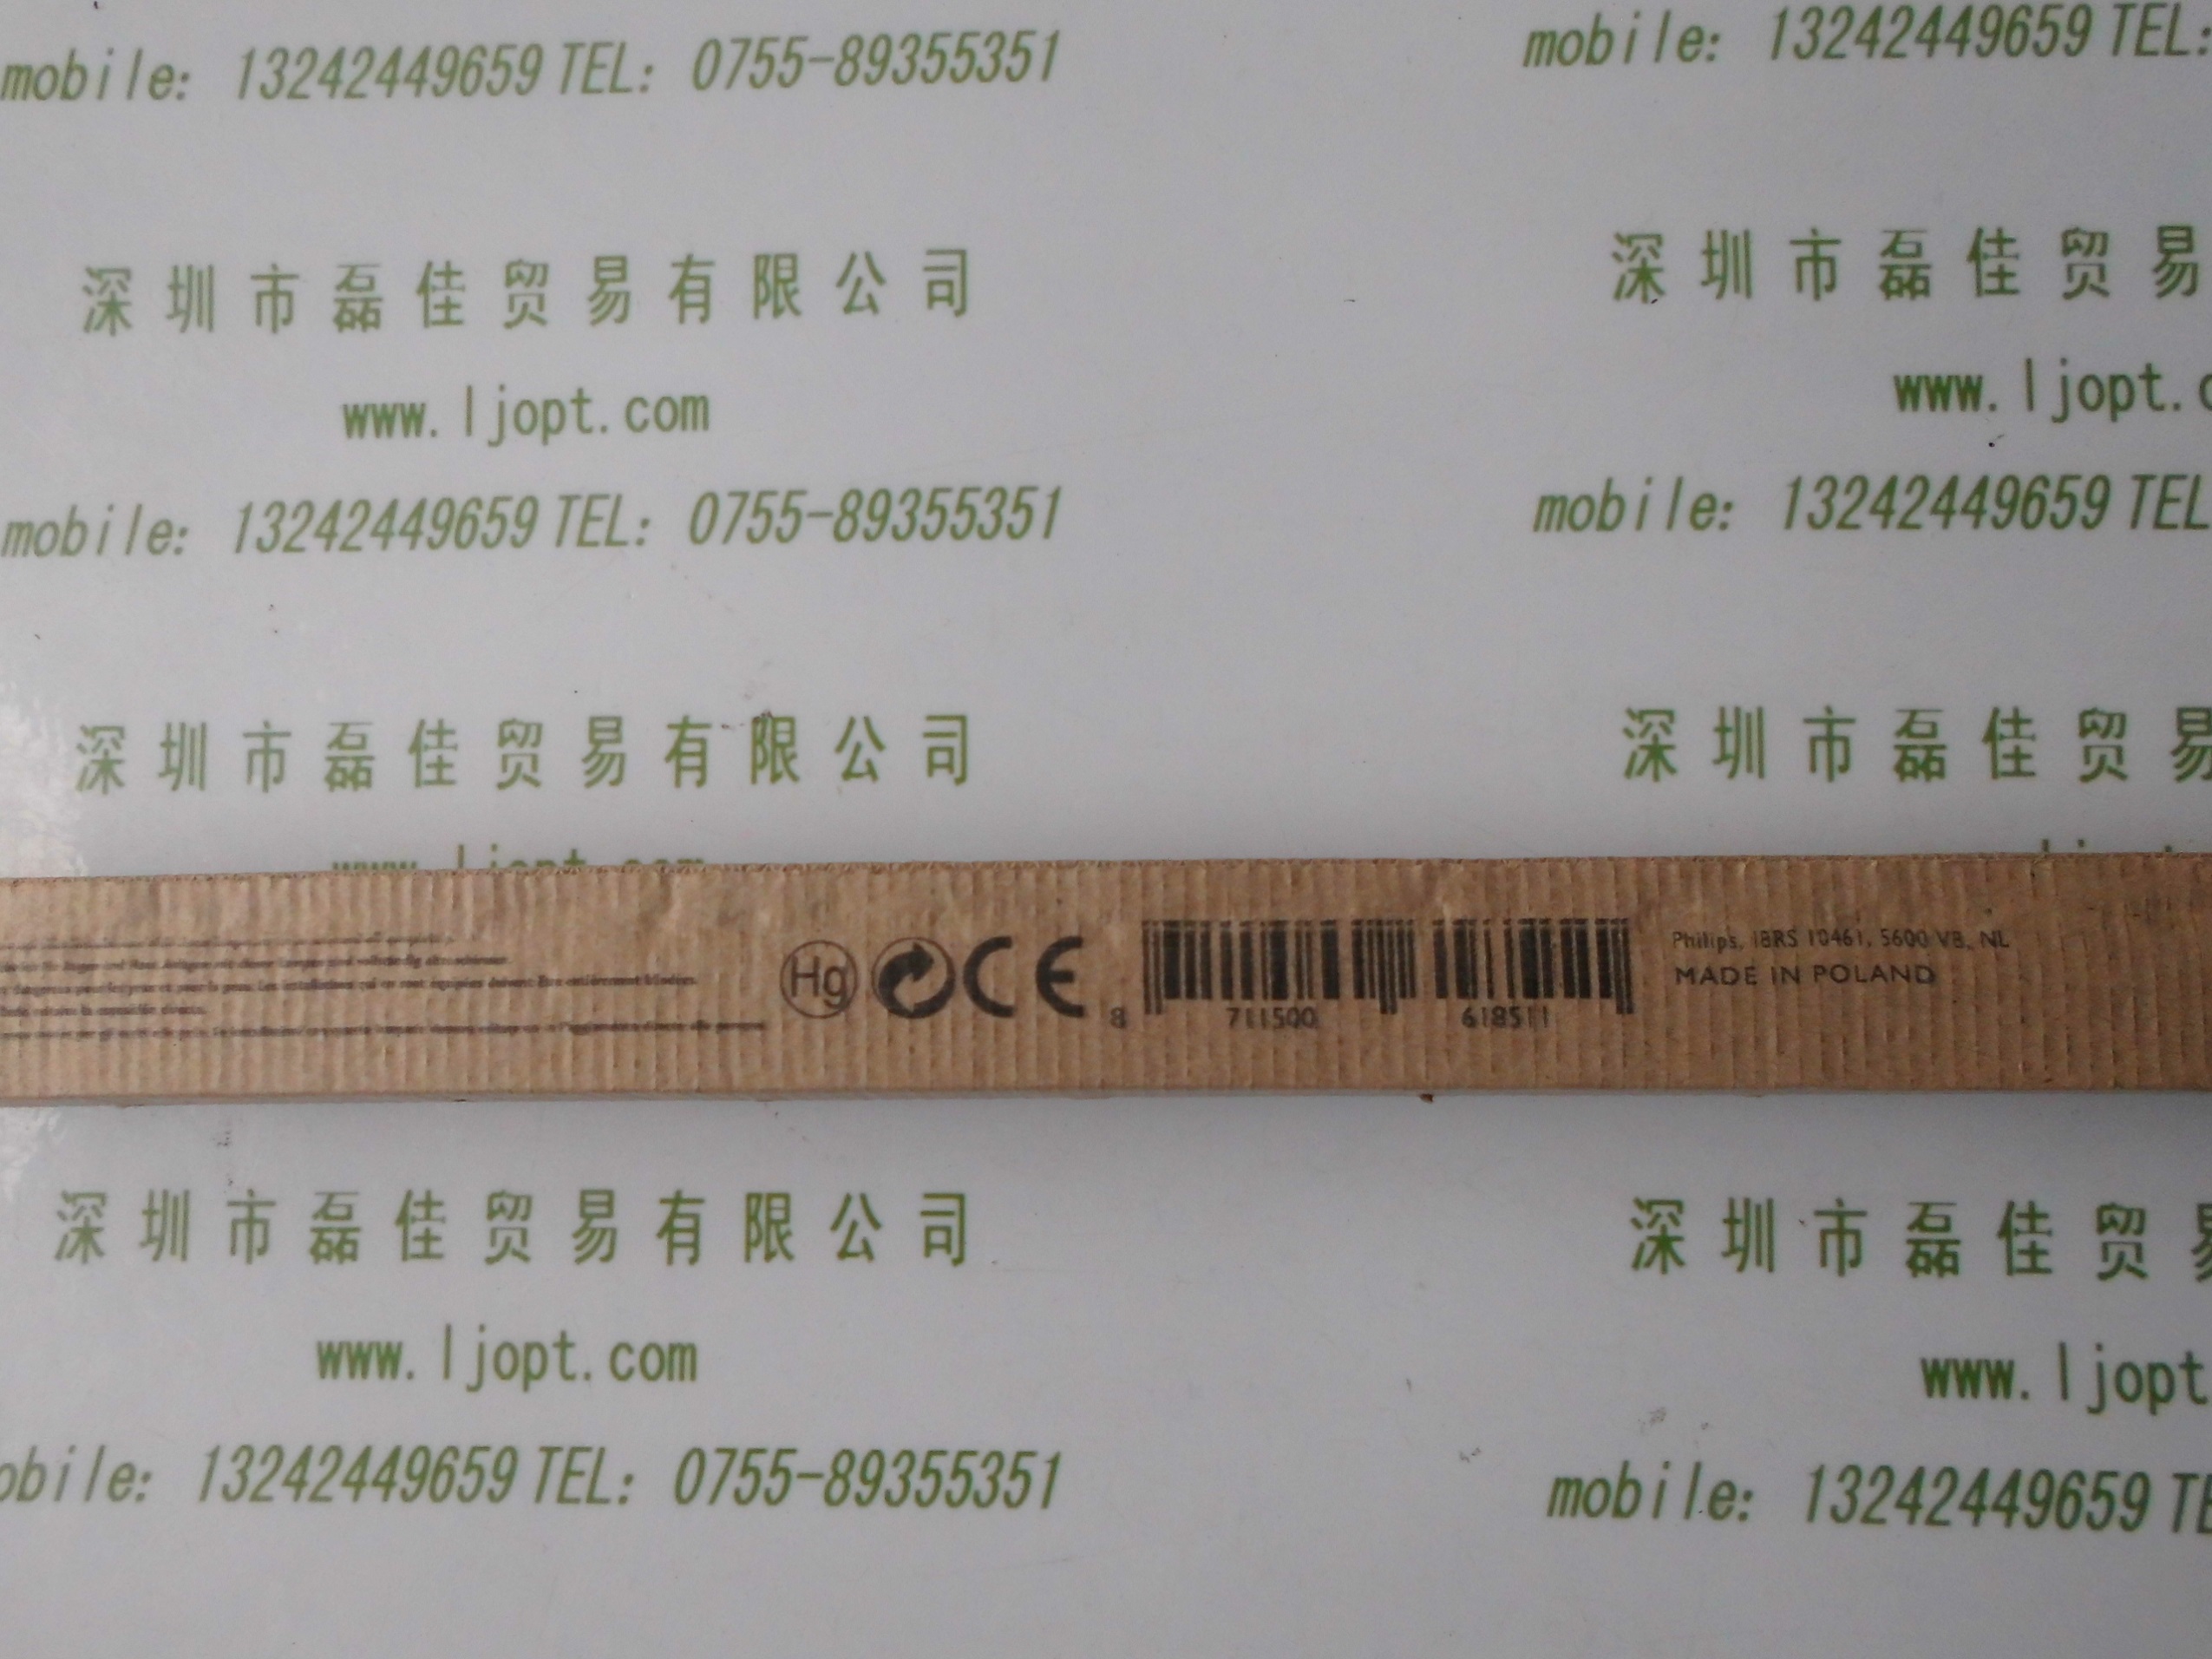 mobile: 13242449659 TEL: 0755-89355351
mobile: 13242449659 TEL:
深圳市磊佳贸易有限公司
深圳市磊佳贸易
www.ljopt.com
www.ljopt.c
mobile: 13242449659 TEL: 0755-89355351
mobile: 13242449659 TEL
深圳市磊佳贸易有限公司
深圳市磊佳贸易
www.ljopt.com
Hg CE
8 711500 618511
Philips, IBRS 10461, 5600 VB, NL
MADE IN POLAND
深圳市磊佳贸易有限公司
深圳市磊佳贸易
www.ljopt.com
www.ljopt
obile: 13242449659 TEL: 0755-89355351
mobile: 13242449659 TE